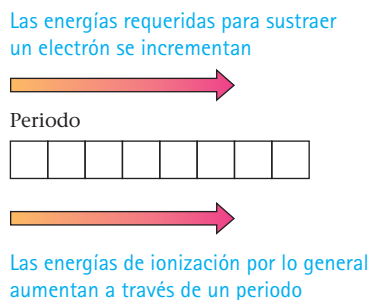 Las energías requeridas para sustraer
un electrón se incrementan
Periodo
Las energías de ionización por lo general
aumentan a través de un periodo